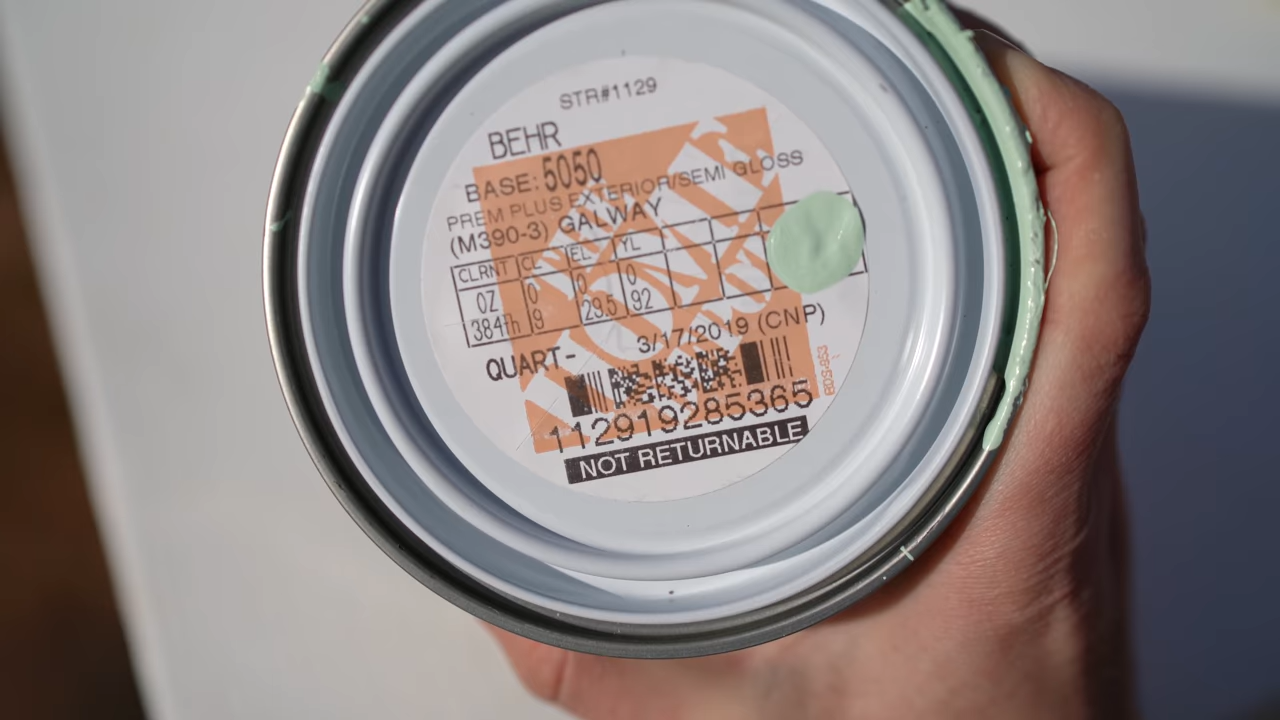 STR#1129
BEHR
BASE: 5050
PREM PLUS EXTERIOR/SEMI GLOSS
(M390-3) GALWAY
CLRNT CL EL YL
OZ 0 0 0
384th 9 29.5 92
QUART- 3/17/2019 (CNP)
112919285365
NOT RETURNABLE